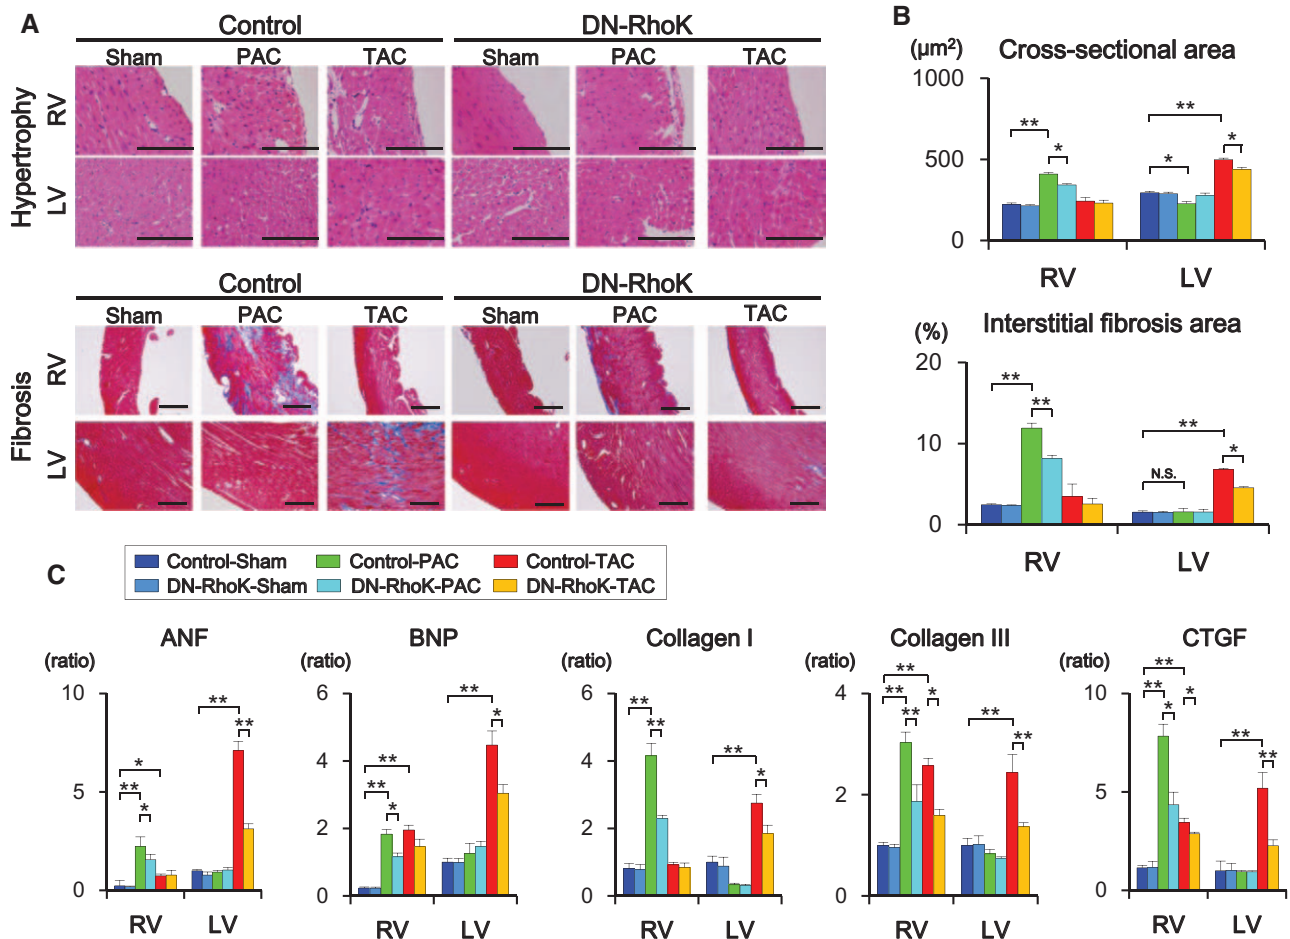 A
Control
DN-RhoK
Sham
PAC
TAC
Sham
PAC
TAC
Hypertrophy
RV
LV
Control
DN-RhoK
Sham
PAC
TAC
Sham
PAC
TAC
Fibrosis
RV
LV
B
(μm²)
Cross-sectional area
1000
500
0
**
*
**
*
*
RV
LV
(%)
Interstitial fibrosis area
20
10
0
**
**
**
*
N.S.
RV
LV
Control-Sham
Control-PAC
Control-TAC
DN-RhoK-Sham
DN-RhoK-PAC
DN-RhoK-TAC
C
ANF
(ratio)
10
5
0
*
**
*
**
**
RV
LV
BNP
(ratio)
6
4
2
0
**
**
*
**
*
RV
LV
Collagen I
(ratio)
6
4
2
0
**
**
**
*
RV
LV
Collagen III
(ratio)
4
2
0
**
**
**
*
**
**
RV
LV
CTGF
(ratio)
10
5
0
**
**
*
*
**
**
RV
LV